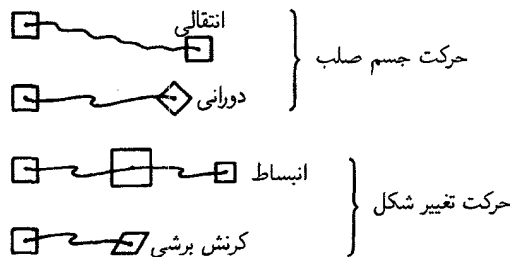 انتقالی
حرکت جسم صلب
دورانی
انبساط
حرکت تغییر شکل
کرنش برشی